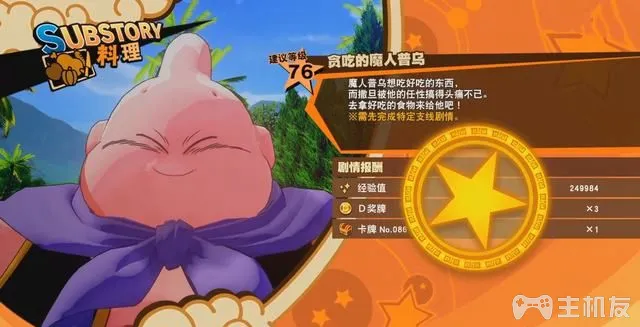 SUBSTORY
料理
建议等级
76
贪吃的魔人普乌
魔人普乌想吃好吃的东西,
而撒旦被他的任性搞得头痛不已。
去拿好吃的食物来给他吧!
※需先完成特定支线剧情。
剧情报酬
经验值 249984
D奖牌 ×3
卡牌 No.086 ×1
主机友